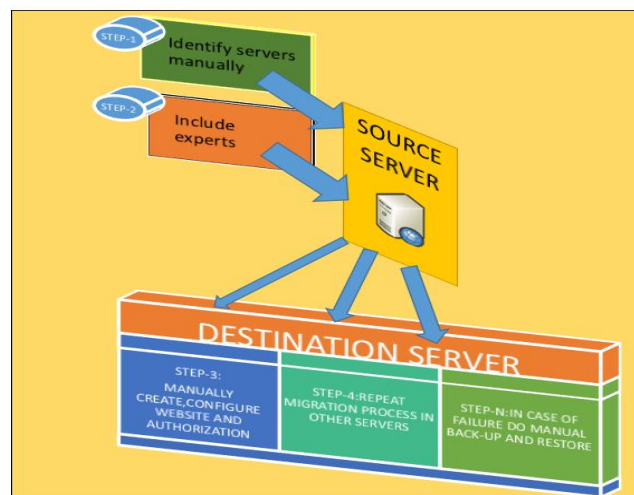 STEP-1
Identify servers
manually
STEP-2
Include
experts
SOURCE
SERVER
DESTINATION SERVER
STEP-3:
MANUALLY
CREATE,CONFIGURE
WEBSITE AND
AUTHORIZATION
STEP-4:REPEAT
MIGRATION PROCESS IN
OTHER SERVERS
STEP-N:IN CASE OF
FAILURE DO MANUAL
BACK-UP AND RESTORE